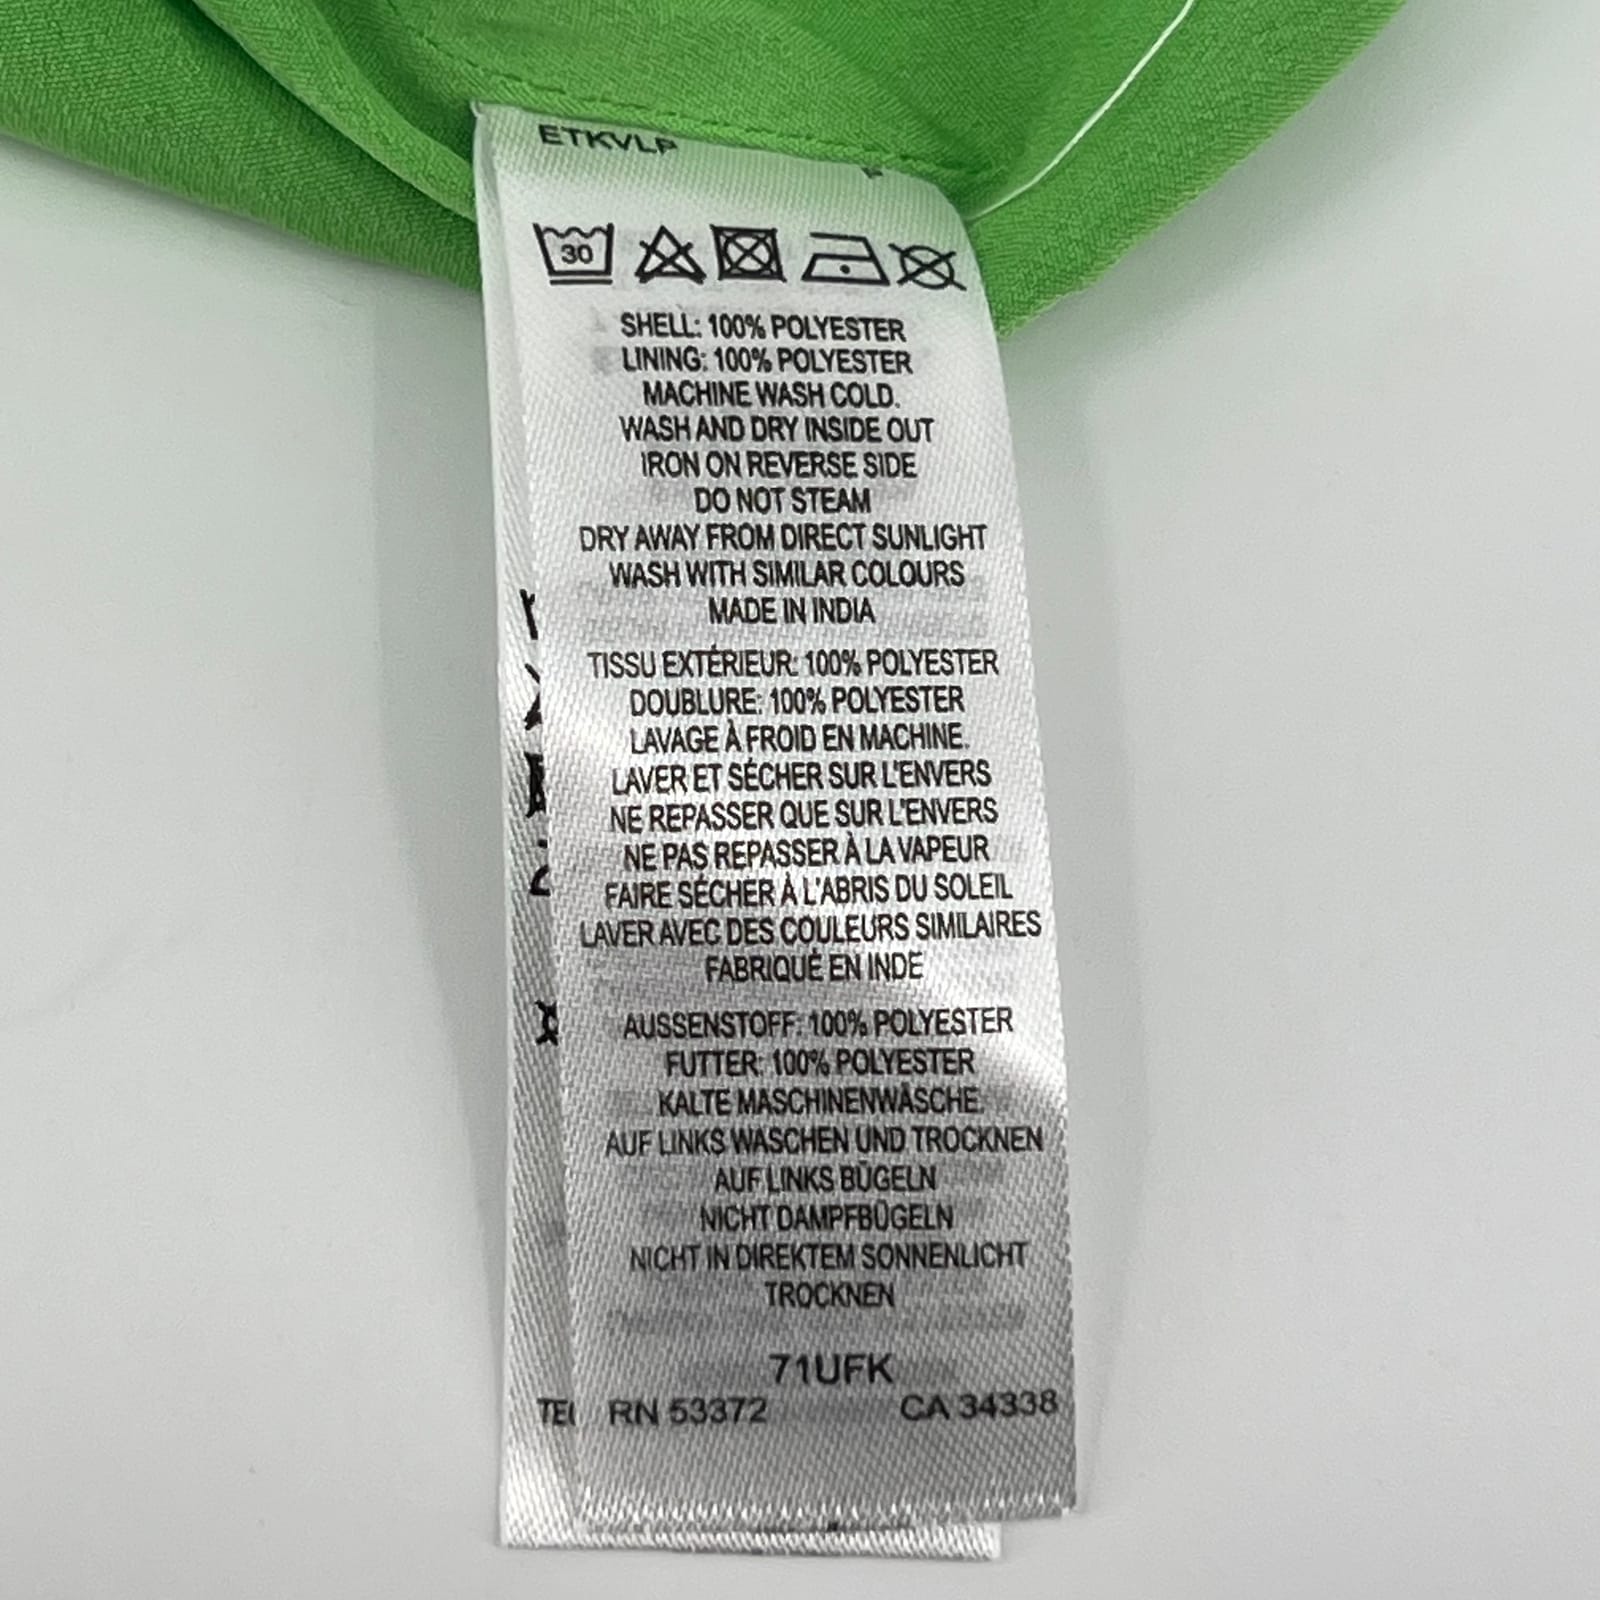 ETKVLP
30
SHELL: 100% POLYESTER
LINING: 100% POLYESTER
MACHINE WASH COLD.
WASH AND DRY INSIDE OUT
IRON ON REVERSE SIDE
DO NOT STEAM
DRY AWAY FROM DIRECT SUNLIGHT
WASH WITH SIMILAR COLOURS
MADE IN INDIA
TISSU EXTÉRIEUR: 100% POLYESTER
DOUBLURE: 100% POLYESTER
LAVAGE À FROID EN MACHINE.
LAVER ET SÉCHER SUR L'ENVERS
NE REPASSER QUE SUR L'ENVERS
NE PAS REPASSER À LA VAPEUR
FAIRE SÉCHER À L'ABRIS DU SOLEIL
LAVER AVEC DES COULEURS SIMILAIRES
FABRIQUÉ EN INDE
AUSSENSTOFF: 100% POLYESTER
FUTTER: 100% POLYESTER
KALTE MASCHINENWÄSCHE.
AUF LINKS WASCHEN UND TROCKNEN
AUF LINKS BÜGELN
NICHT DAMPFBÜGELN
NICHT IN DIREKTEM SONNENLICHT
TROCKNEN
71UFK
RN 53372 CA 34338